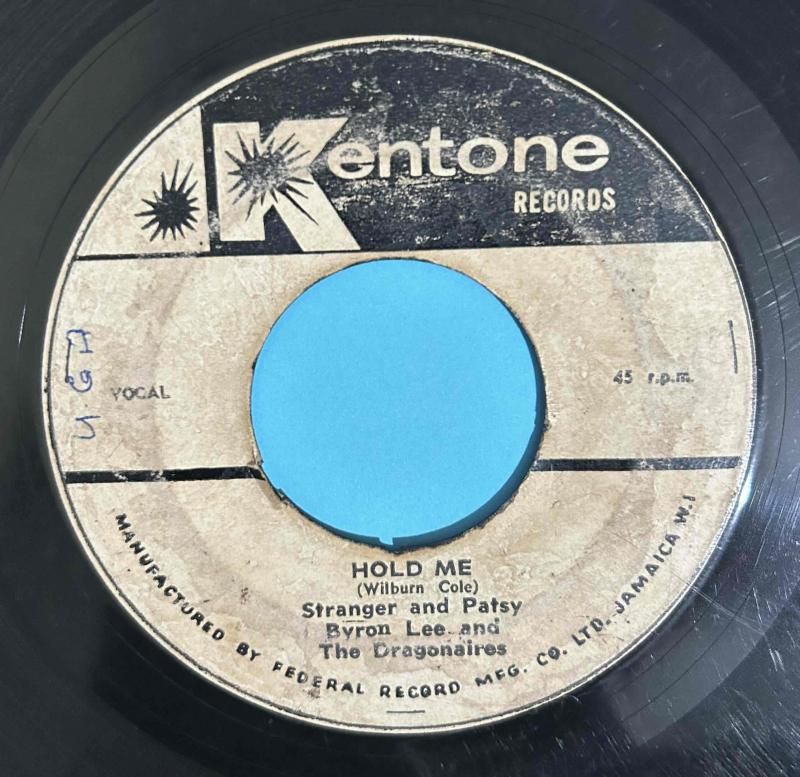 Kentone
RECORDS
VOCAL
45 r.p.m.
HOLD ME
(Wilburn Cole)
Stranger and Patsy
Byron Lee and
The Dragonaires
MANUFACTURED BY FEDERAL RECORD MFG. CO. LTD. JAMAICA W.I